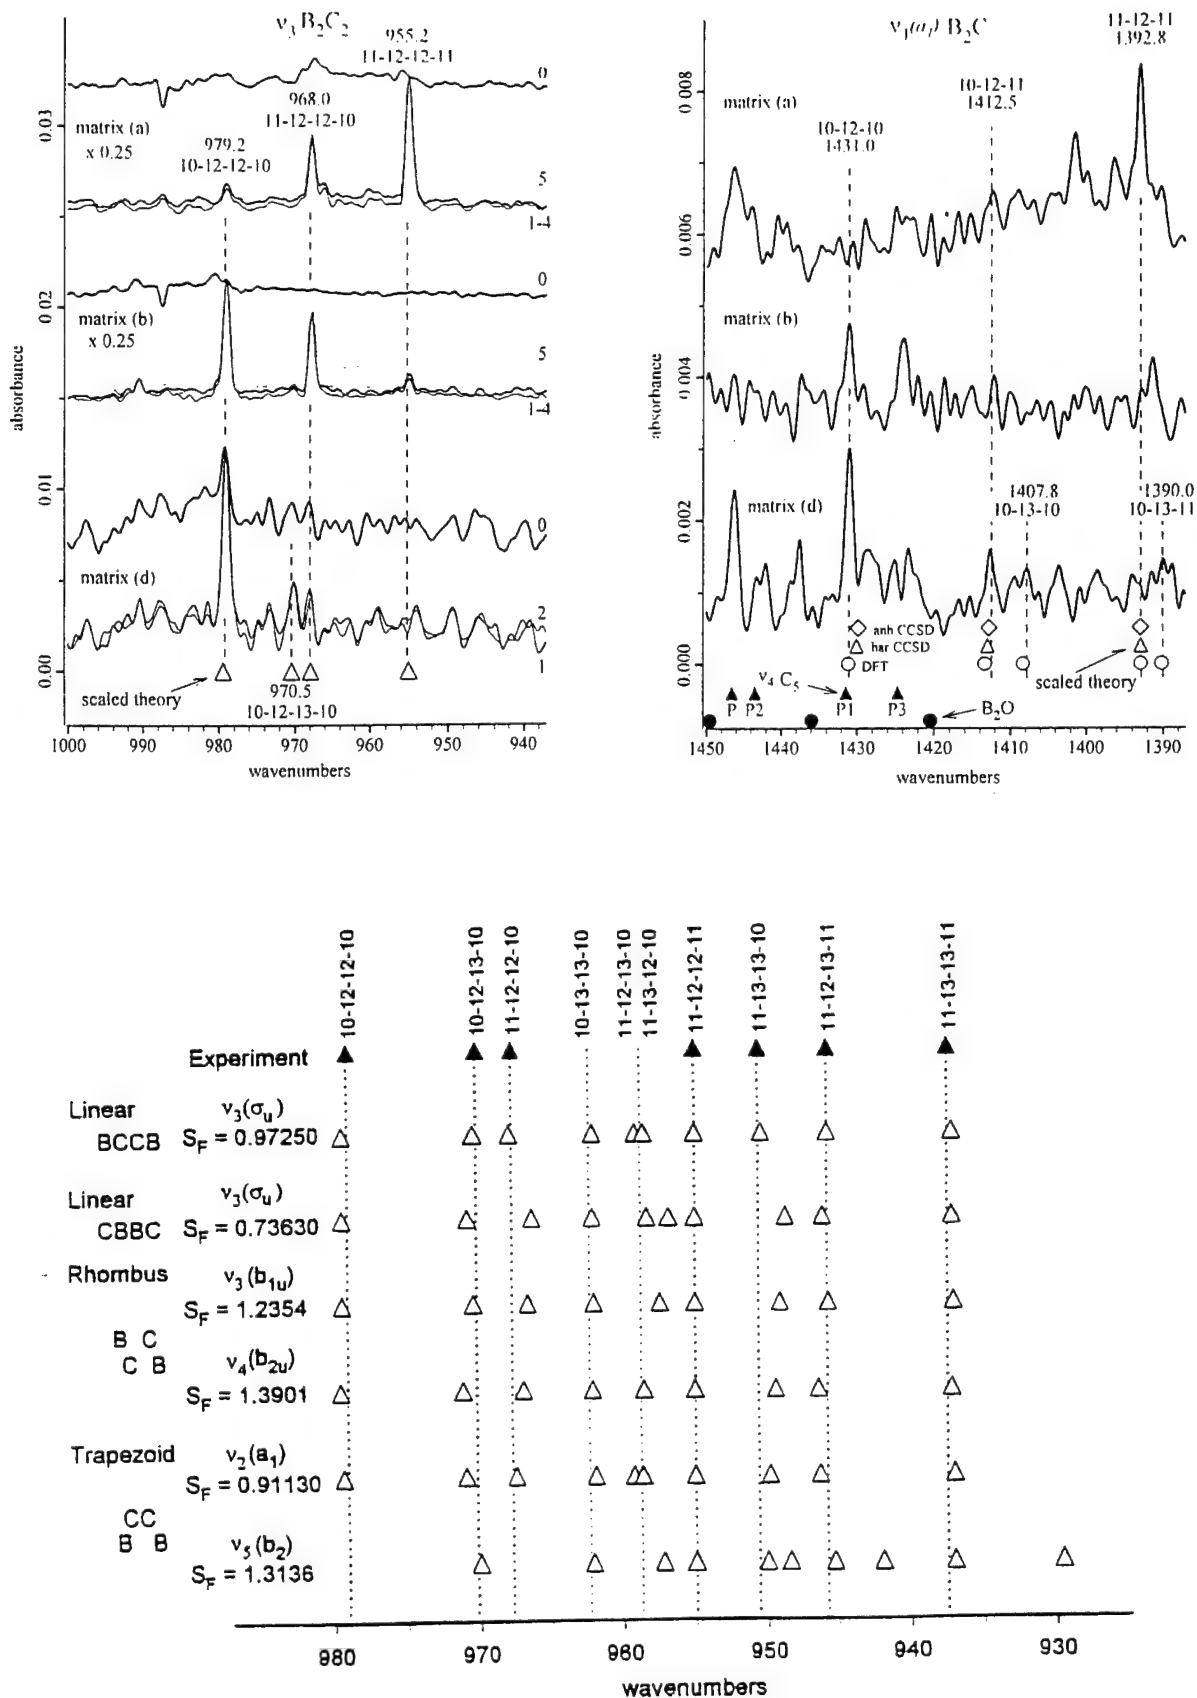 ν₃ B₂C₂
955.2
11-12-12-11
968.0
11-12-12-10
979.2
10-12-12-10
matrix (a)
x 0.25
0
5
1-4
matrix (b)
x 0.25
0
5
1-4
matrix (d)
0
2
1
scaled theory
970.5
10-12-13-10
0.03
0.02
0.01
0.00
absorbance
1000 990 980 970 960 950 940
wavenumbers
ν₁(a₁) B₂C
11-12-11
1392.8
10-12-11
1412.5
10-12-10
1431.0
matrix (a)
matrix (b)
matrix (d)
1407.8
10-13-10
1390.0
10-13-11
anh CCSD
har CCSD
DFT
scaled theory
ν₄ C₅
P P2 P1 P3
B₂O
0.008
0.006
0.004
0.002
0.000
absorbance
1450 1440 1430 1420 1410 1400 1390
wavenumbers
10-12-12-10
10-12-13-10
11-12-12-10
10-13-13-10
11-12-13-10
11-13-12-10
11-12-12-11
11-13-13-10
11-12-13-11
11-13-13-11
Experiment
Linear ν₃(σᵤ)
BCCB S_F = 0.97250
Linear ν₃(σᵤ)
CBBC S_F = 0.73630
Rhombus ν₃(b₁ᵤ)
S_F = 1.2354
B C
C B ν₄(b₂ᵤ)
S_F = 1.3901
Trapezoid ν₂(a₁)
S_F = 0.91130
CC
B B ν₅(b₂)
S_F = 1.3136
980 970 960 950 940 930
wavenumbers